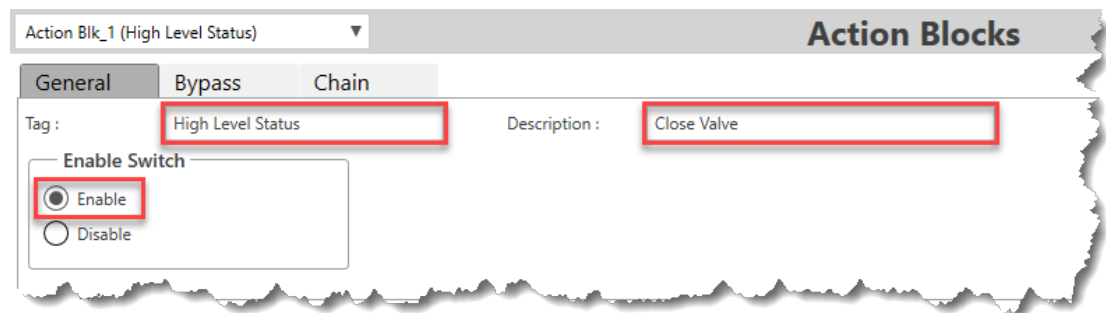 Action Blk_1 (High Level Status)
Action Blocks
General Bypass Chain
Tag : High Level Status Description : Close Valve
Enable Switch
Enable
Disable